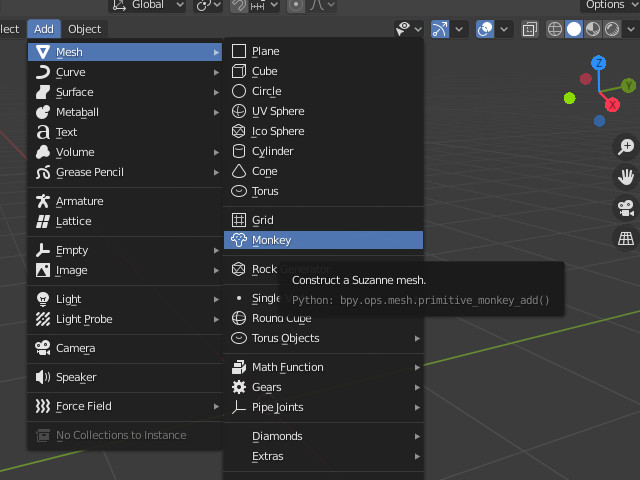 Global
Options
lect
Add
Object
Mesh
Curve
Surface
Metaball
Text
Volume
Grease Pencil
Armature
Lattice
Empty
Image
Light
Light Probe
Camera
Speaker
Force Field
No Collections to Instance
Plane
Cube
Circle
UV Sphere
Ico Sphere
Cylinder
Cone
Torus
Grid
Monkey
Rock
Construct a Suzanne mesh.
Python: bpy.ops.mesh.primitive_monkey_add()
Single
Round Cube
Torus Objects
Math Function
Gears
Pipe Joints
Diamonds
Extras
Z
Y
X